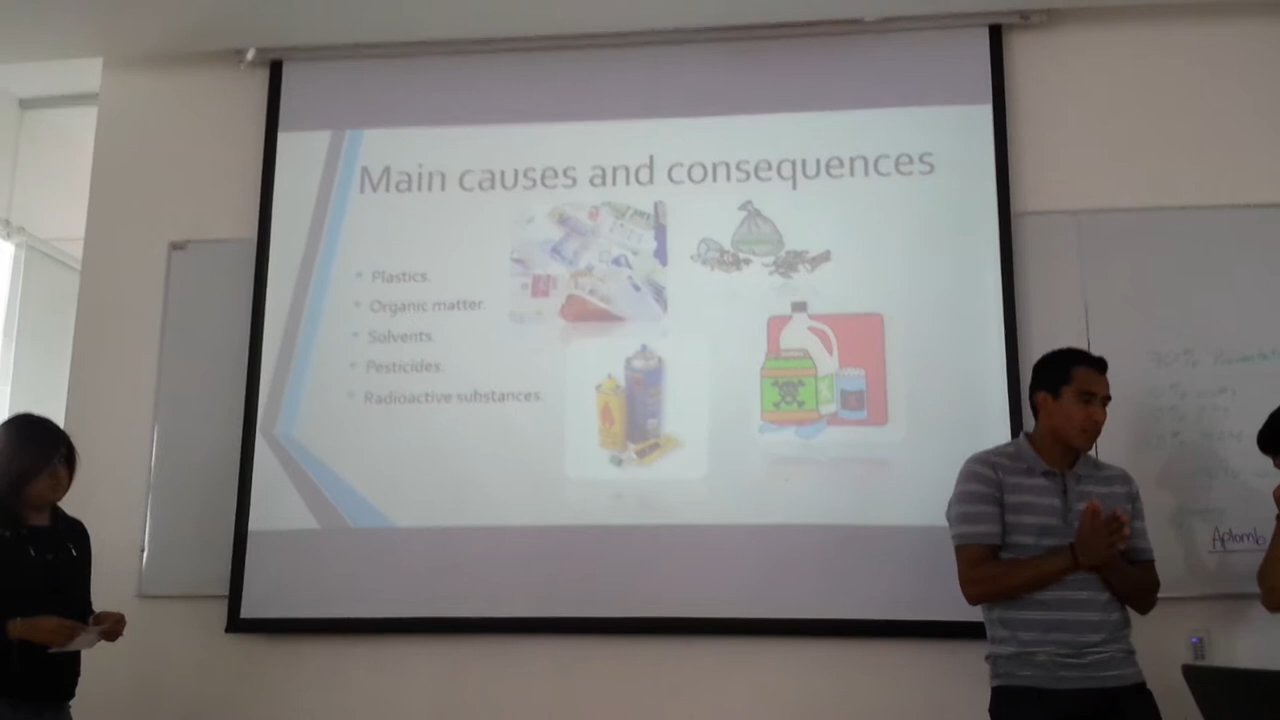 Main causes and consequences
Plastics.
Organic matter.
Solvents.
Pesticides.
Radioactive substances.
Aplomb